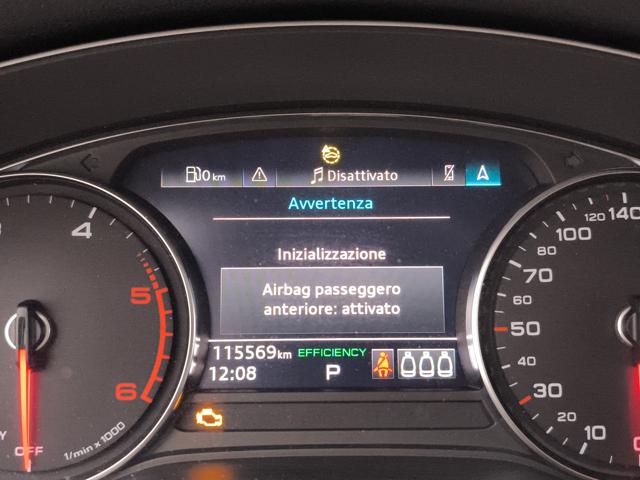 0 km Disattivato
Avvertenza
Inizializzazione
Airbag passeggero
anteriore: attivato
115569 km EFFICIENCY
12:08 P
4
5
6
OFF
1/min x 1000
140
120
100
80
70
60
50
40
30
20
10